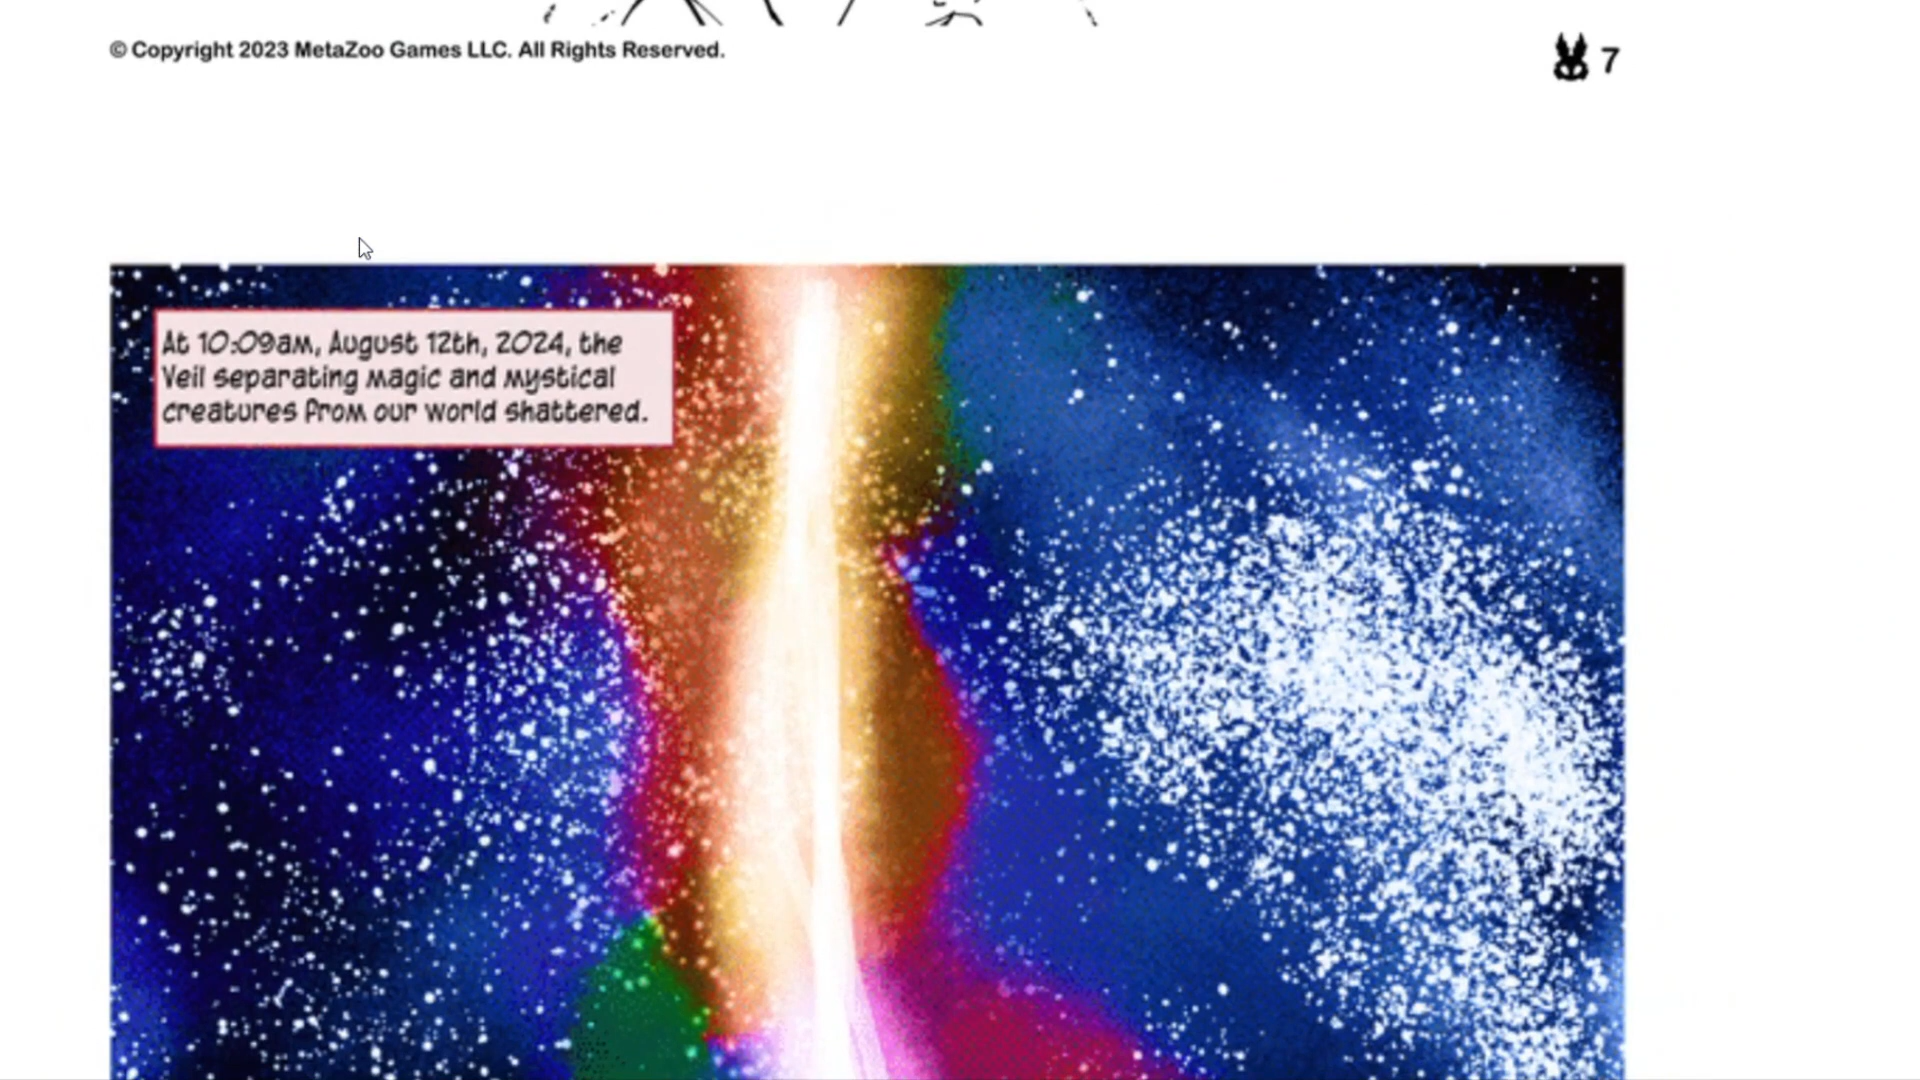 © Copyright 2023 MetaZoo Games LLC. All Rights Reserved.
7
At 10:09am, August 12th, 2024, the
Veil separating magic and mystical
creatures from our world shattered.